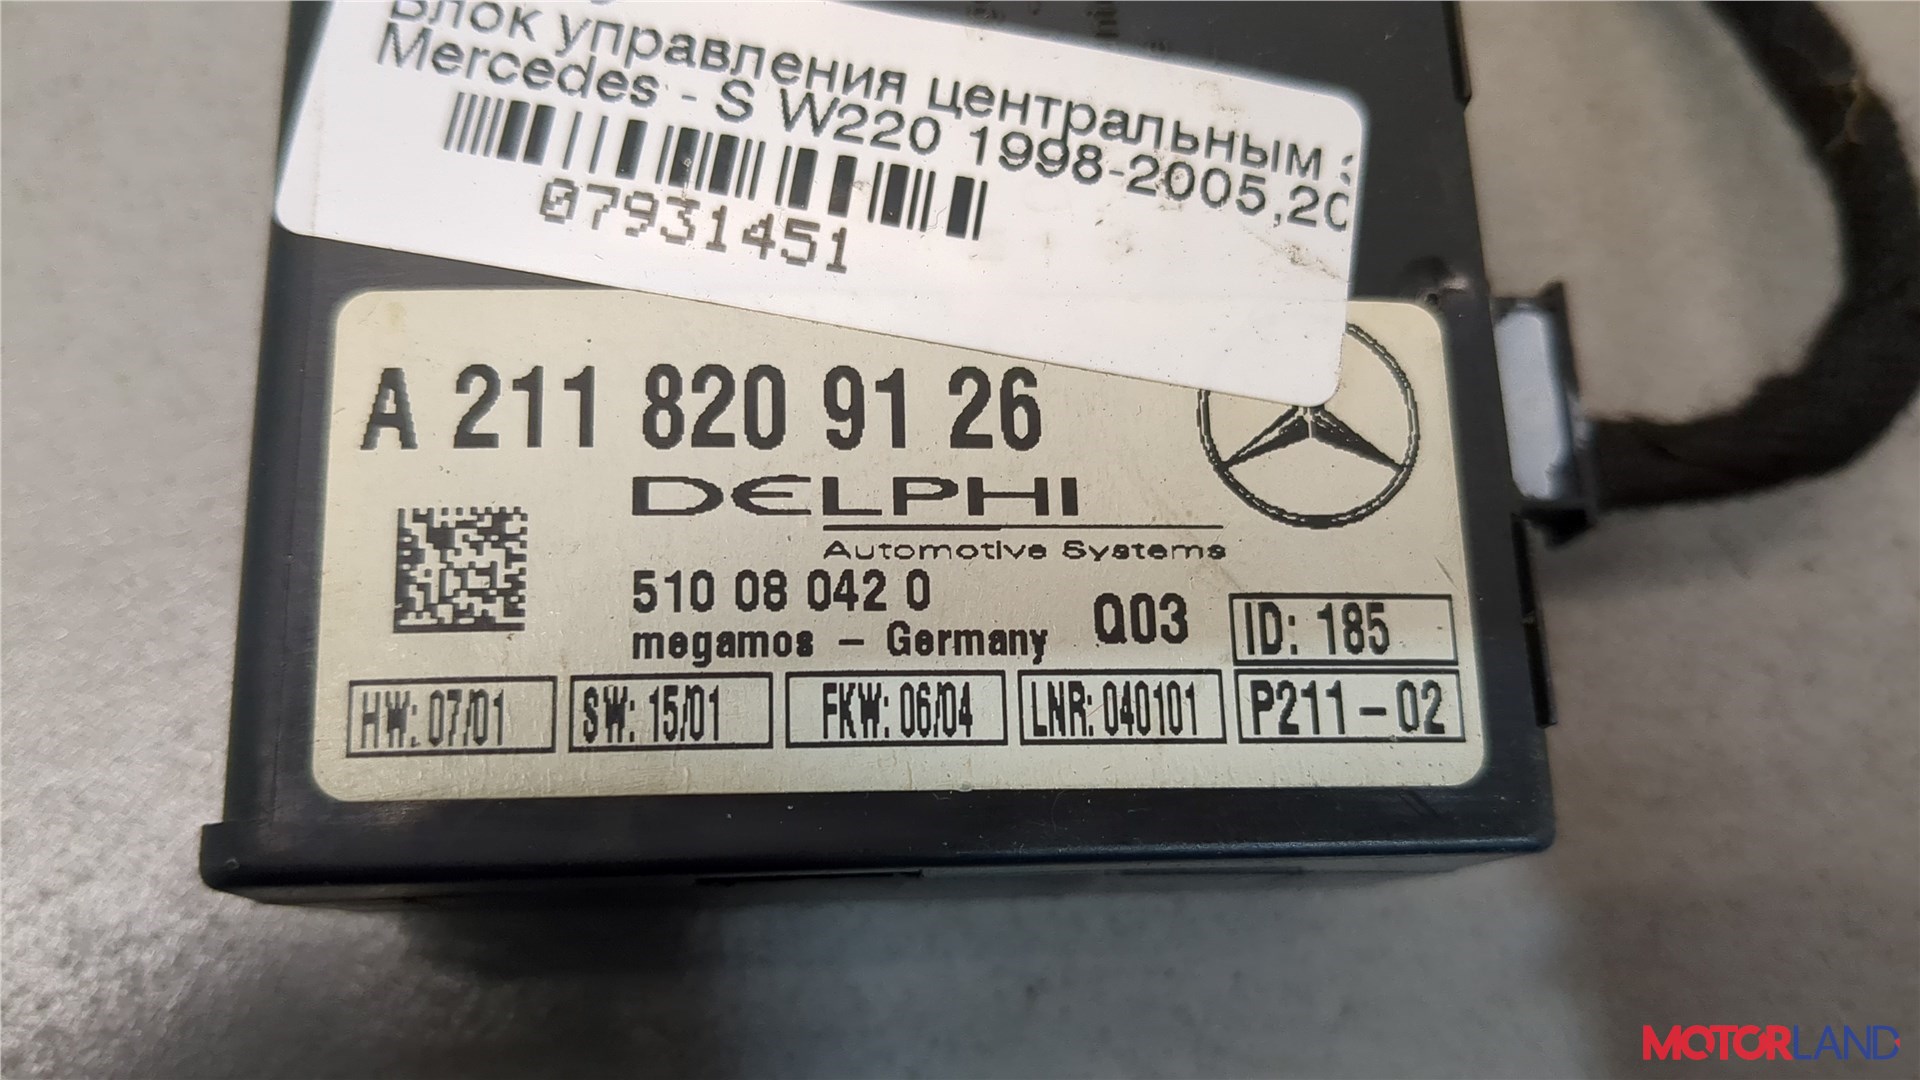 Блок управления центральным
Mercedes - S W220 1998-2005,20
07931451
A 211 820 91 26
DELPHI
Automotive Systems
510 08 042 0
megamos – Germany
Q03
ID: 185
HW: 07/01
SW: 15/01
FKW: 06/04
LNR: 040101
P211-02
MOTORLAND